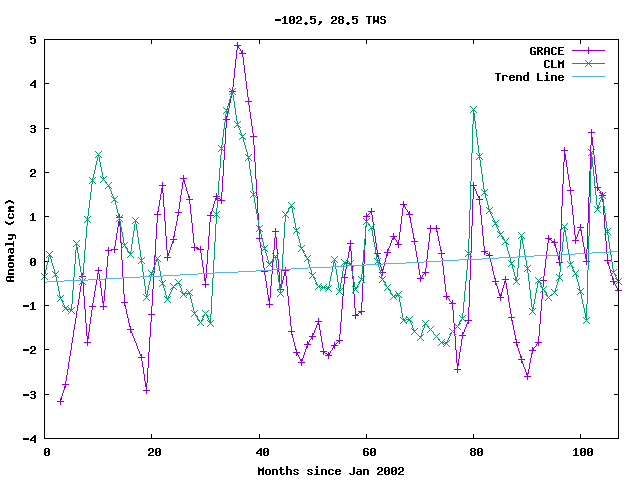 -102.5, 28.5 TWS
GRACE
CLM
Trend Line
Anomaly (cm)
5
4
3
2
1
0
-1
-2
-3
-4
0 20 40 60 80 100
Months since Jan 2002